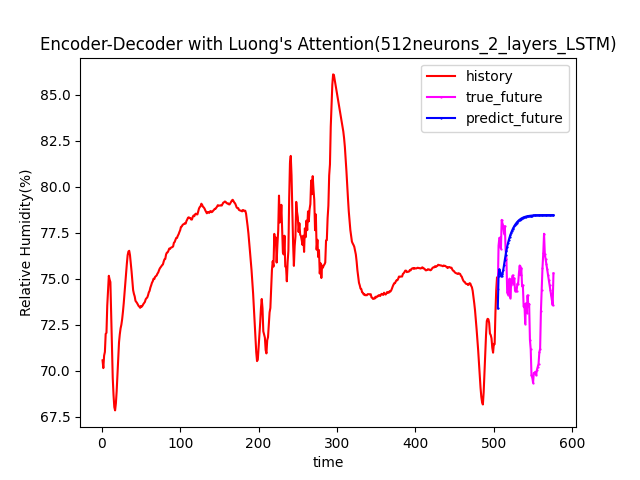 Encoder-Decoder with Luong's Attention(512neurons_2_layers_LSTM)
history
true_future
predict_future
Relative Humidity(%)
85.0
82.5
80.0
77.5
75.0
72.5
70.0
67.5
0 100 200 300 400 500 600
time